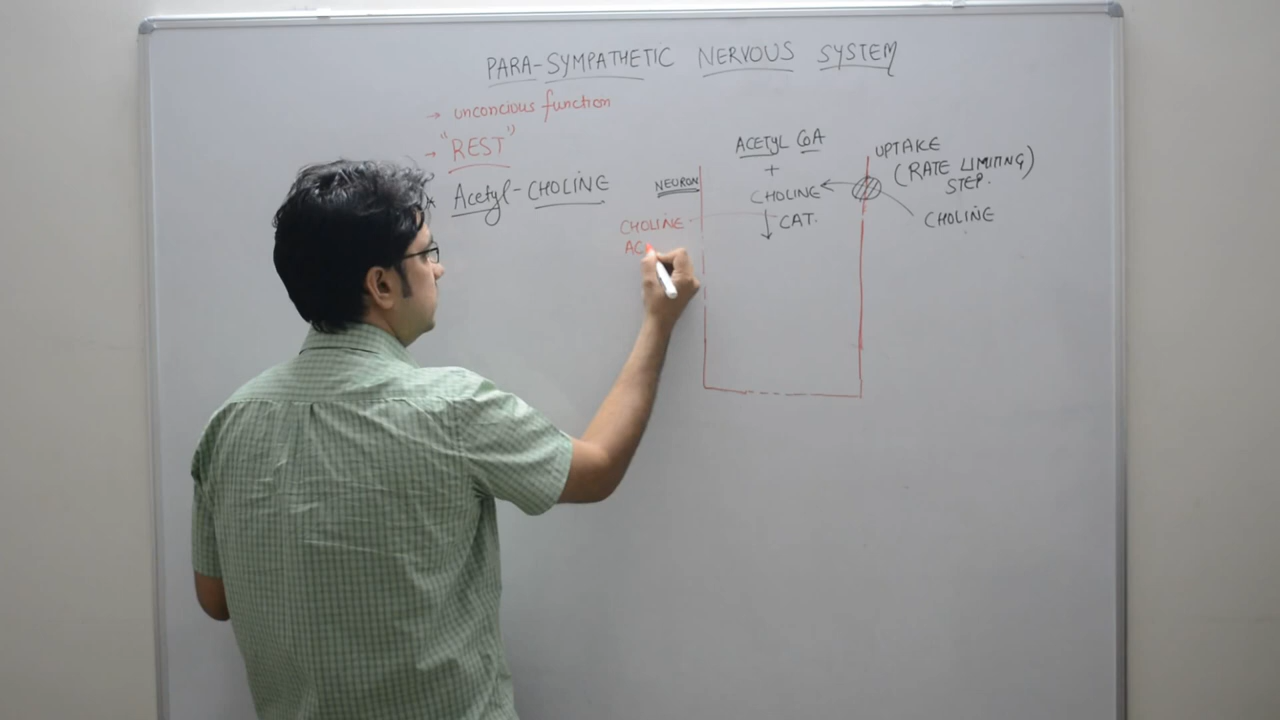 PARA-SYMPATHETIC NERVOUS SYSTEM
→ unconcious function
→ "REST"
Acetyl-CHOLINE
NEURON
CHOLINE
AC
ACETYL CoA
+
CHOLINE
↓ CAT.
UPTAKE
(RATE LIMITING)
STEP.
CHOLINE